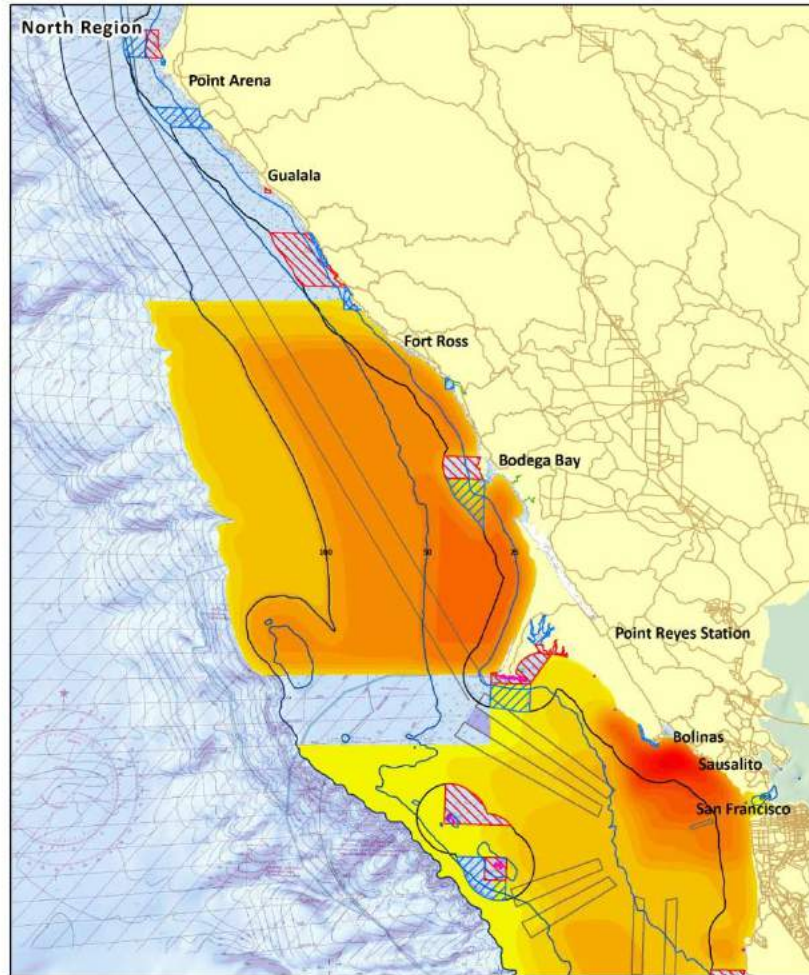 North Region
Point Arena
Gualala
Fort Ross
Bodega Bay
100
50
25
Point Reyes Station
Bolinas
Sausalito
San Francisco